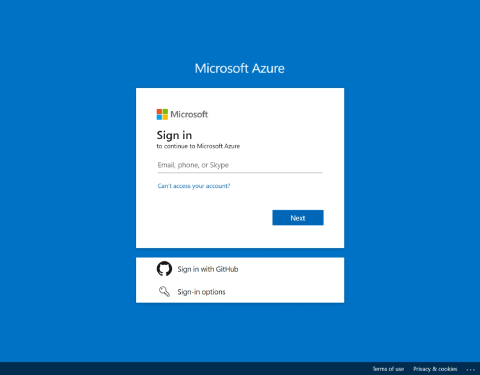 Microsoft Azure
Microsoft
Sign in
to continue to Microsoft Azure
Email, phone, or Skype
Can't access your account?
Next
Sign in with GitHub
Sign-in options
Terms of use Privacy & cookies ...